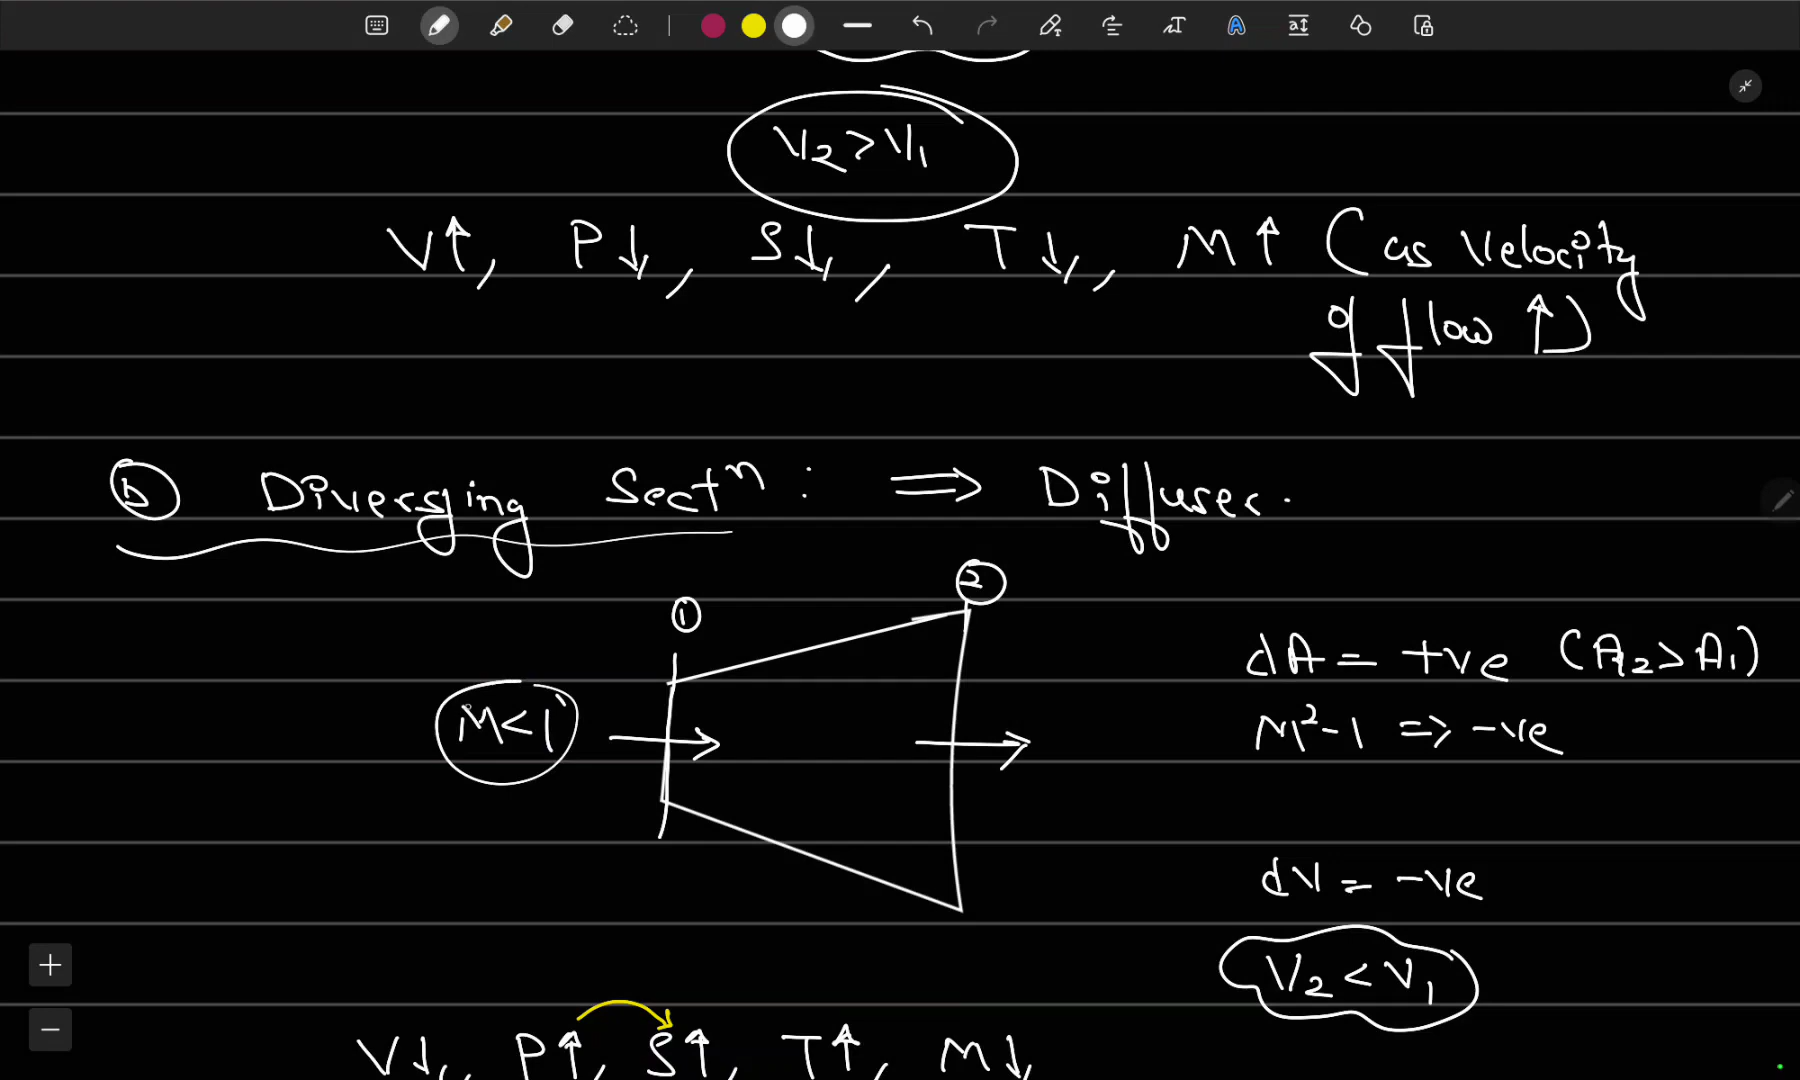 V2 > V1
V↑, P↓, S↓, T↓, M↑ (as Velocity
of flow ↑)
b Diverging Sectⁿ : ⇒ Diffuser.
① ②
dA = +ve (A2 > A1)
M < 1
M²-1 ⇒ -ve
dV = -ve
V2 < V1
V↓, P↑, S↑, T↑, M↓,